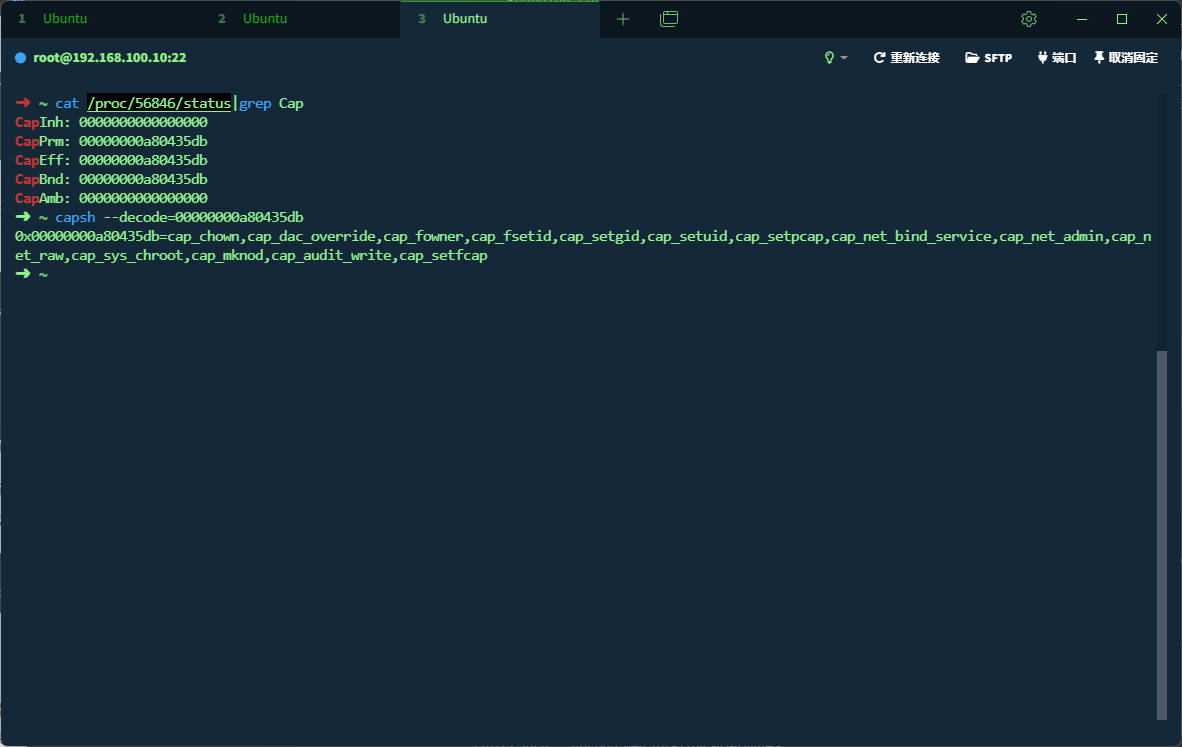 1 Ubuntu 2 Ubuntu 3 Ubuntu
root@192.168.100.10:22 重新连接 SFTP 端口 取消固定
➜ ~ cat /proc/56846/status|grep Cap
CapInh: 0000000000000000
CapPrm: 00000000a80435db
CapEff: 00000000a80435db
CapBnd: 00000000a80435db
CapAmb: 0000000000000000
➜ ~ capsh --decode=00000000a80435db
0x00000000a80435db=cap_chown,cap_dac_override,cap_fowner,cap_fsetid,cap_setgid,cap_setuid,cap_setpcap,cap_net_bind_service,cap_net_admin,cap_n
et_raw,cap_sys_chroot,cap_mknod,cap_audit_write,cap_setfcap
➜ ~